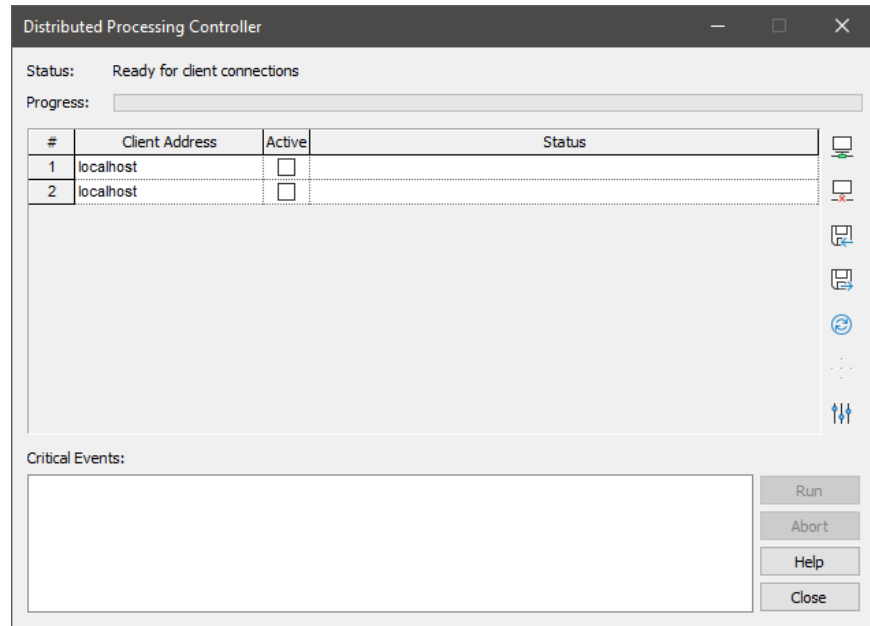 Distributed Processing Controller
Status: Ready for client connections
Progress:
# Client Address Active Status
1 localhost
2 localhost
Critical Events:
Run
Abort
Help
Close